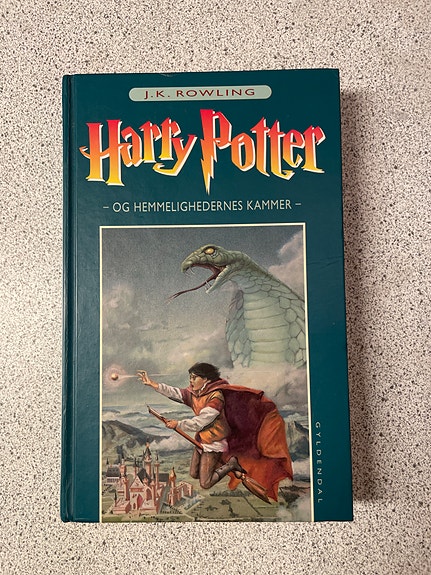 J.K. ROWLING
Harry Potter
– OG HEMMELIGHEDERNES KAMMER –
GYLDENDAL